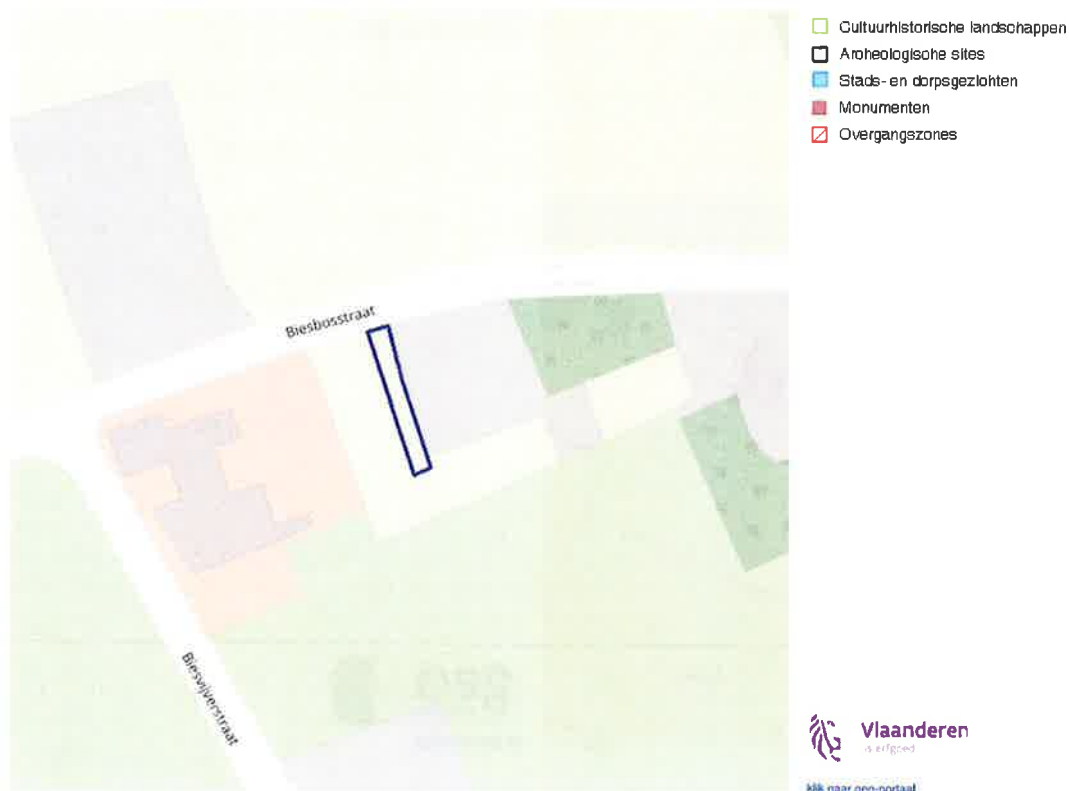 Cultuurhistorische landschappen
Archeologische sites
Stads- en dorpsgezichten
Monumenten
Overgangszones
Biesbosstraat
Biesvijverstraat
Vlaanderen
is erfgoed
klik naar geo-portaal